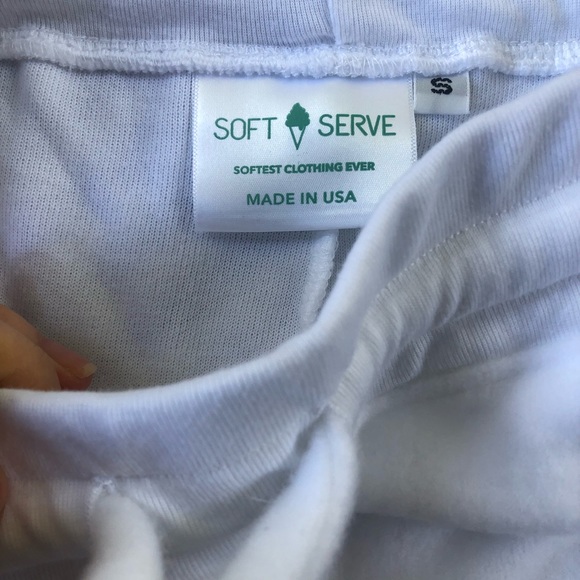 SOFT SERVE
SOFTEST CLOTHING EVER
MADE IN USA
S